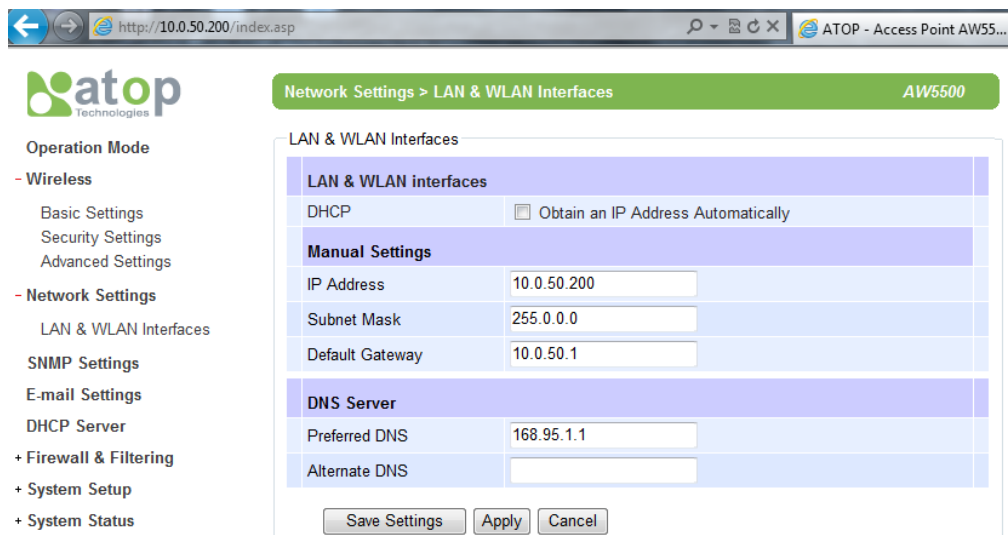 http://10.0.50.200/index.asp
ATOP - Access Point AW55...
atop
Technologies
Network Settings > LAN & WLAN Interfaces AW5500
Operation Mode
- Wireless
Basic Settings
Security Settings
Advanced Settings
- Network Settings
LAN & WLAN Interfaces
SNMP Settings
E-mail Settings
DHCP Server
+ Firewall & Filtering
+ System Setup
+ System Status
LAN & WLAN Interfaces
LAN & WLAN interfaces
DHCP Obtain an IP Address Automatically
Manual Settings
IP Address 10.0.50.200
Subnet Mask 255.0.0.0
Default Gateway 10.0.50.1
DNS Server
Preferred DNS 168.95.1.1
Alternate DNS
Save Settings Apply Cancel